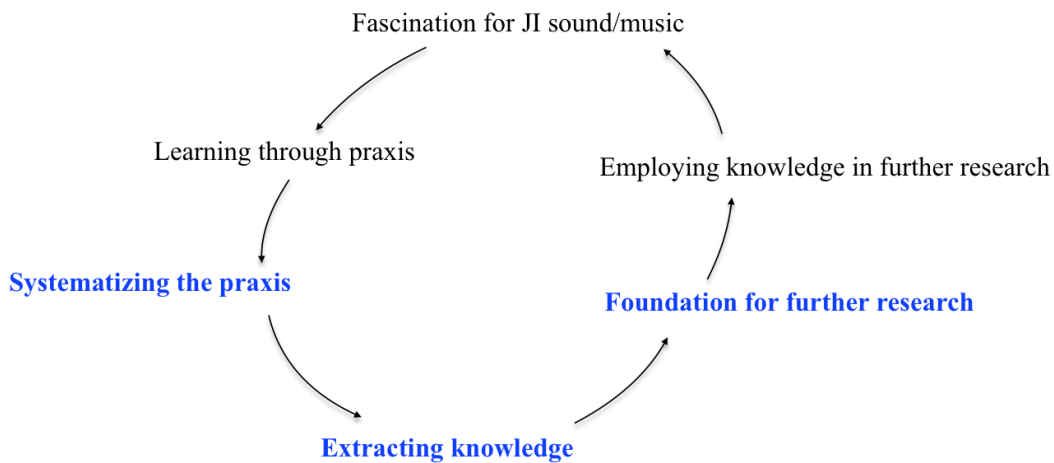 Fascination for JI sound/music
Learning through praxis
Employing knowledge in further research
Systematizing the praxis
Foundation for further research
Extracting knowledge